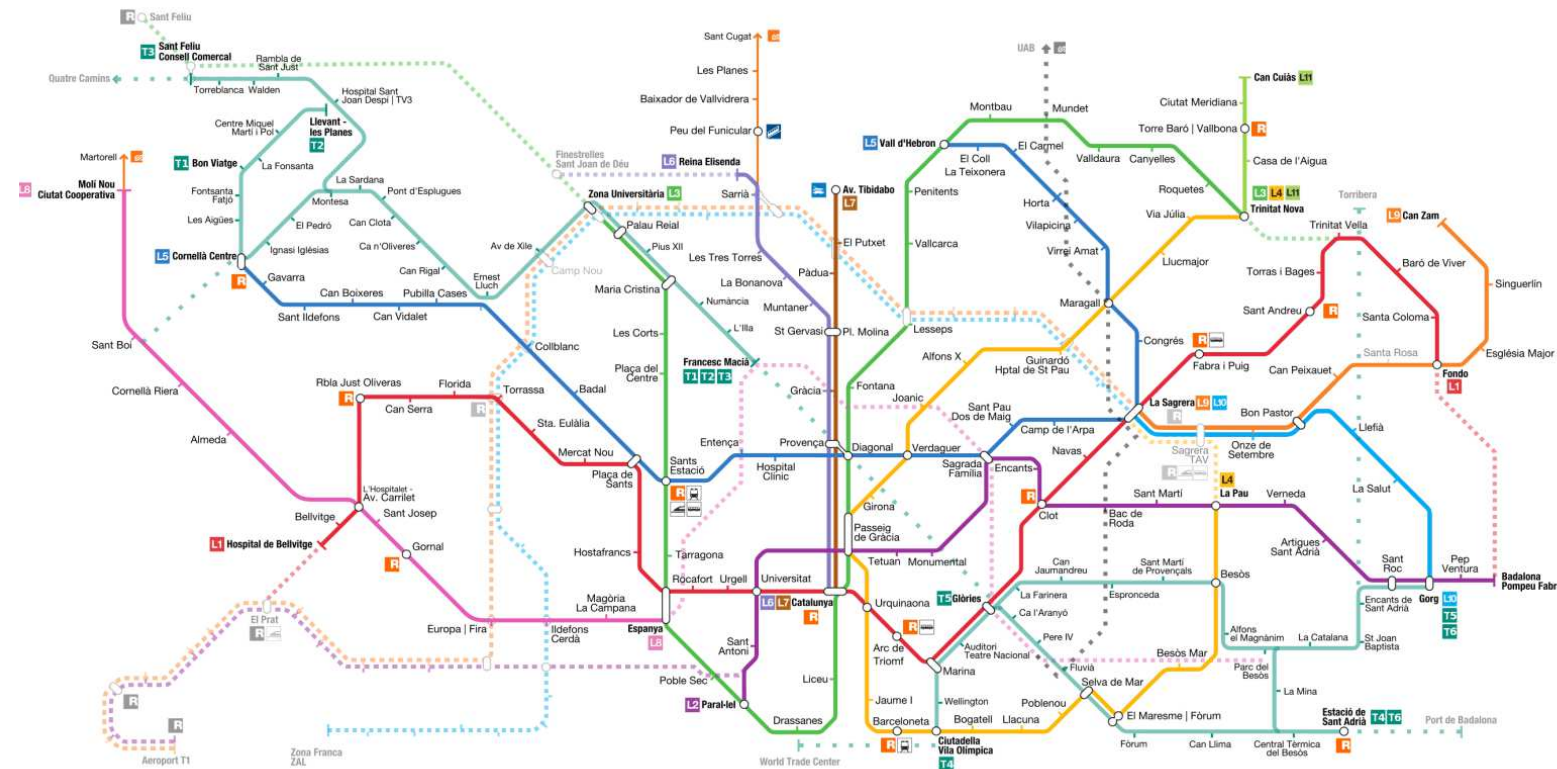 R Sant Feliu
T3 Sant Feliu
Consell Comercal
Quatre Camins
Torreblanca
Walden
Rambla de
Sant Just
Hospital Sant
Joan Despí | TV3
Centre Miquel
Martí i Pol
Llevant -
les Planes
T2
T1 Bon Viatge
La Fonsanta
Fontsanta
Fatjó
Les Aigües
La Sardana
Montesa
Pont d'Esplugues
El Pedró
Can Clota
Ignasi Iglésias
Ca n'Oliveres
Can Rigal
Ernest
Lluch
Av de Xile
Camp Nou
Martorell
L8 Molí Nou
Ciutat Cooperativa
L5 Cornellà Centre
R
Gavarra
Sant Ildefons
Can Boixeres
Can Vidalet
Pubilla Cases
Collblanc
Badal
Sant Boi
Cornellà Riera
Almeda
Rbla Just Oliveras
R
Can Serra
Florida
R
Torrassa
Sta. Eulàlia
Mercat Nou
Plaça de
Sants
Sants
Estació
R
L'Hospitalet -
Av. Carrilet
Bellvitge
L1 Hospital de Bellvitge
Sant Josep
Gornal
R
Europa | Fira
Ildefons
Cerdà
Magòria
La Campana
Espanya
L8
Hostafrancs
Tarragona
Rocafort
Urgell
Universitat
L6 L7 Catalunya
R
Sant
Antoni
Poble Sec
L2 Paral-lel
Drassanes
Liceu
El Prat
R
R
R
Aeroport T1
Zona Franca
ZAL
World Trade Center
Sant Cugat
Les Planes
Baixador de Vallvidrera
Peu del Funicular
Finestrelles
Sant Joan de Déu
L6 Reina Elisenda
Sarrià
Zona Universitària L3
Palau Reial
Pius XII
Maria Cristina
Numància
L'Illa
Les Corts
Plaça del
Centre
Francesc Macià
T1 T2 T3
Les Tres Torres
La Bonanova
Muntaner
St Gervasi
Pl. Molina
Gràcia
Provença
Entença
Hospital
Clínic
Av. Tibidabo
L7
El Putxet
Pàdua
L5 Vall d'Hebron
Montbau
Mundet
Valldaura
Canyelles
Roquetes
El Coll
La Teixonera
El Carmel
Penitents
Vallcarca
Lesseps
Fontana
Diagonal
Horta
Vilapicina
Virrei Amat
Maragall
Congrés
UAB
Can Cuiàs L11
Ciutat Meridiana
Torre Baró | Vallbona
R
Casa de l'Aigua
L3 L4 L11
Trinitat Nova
Via Júlia
Llucmajor
Torribera
Trinitat Vella
Torras i Bages
Baró de Viver
Sant Andreu
R
Santa Coloma
L9 Can Zam
Singuerlín
Església Major
Fondo
L1
Santa Rosa
Can Peixauet
R
Fabra i Puig
La Sagrera L9 L10
R
Bon Pastor
Onze de
Setembre
Sagrera
TAV
R
Llefià
La Salut
Alfons X
Guinardó
Hptal de St Pau
Joanic
Verdaguer
Sant Pau
Dos de Maig
Camp de l'Arpa
Sagrada
Família
Encants
Navas
Clot
R
Girona
Passeig
de Gràcia
Tetuan
Monumental
Bac de
Roda
Sant Martí
L4
La Pau
Verneda
Artigues
Sant Adrià
Sant
Roc
Pep
Ventura
Badalona
Pompeu Fabr
Gorg L10
T5
T6
Urquinaona
R
Arc de
Triomf
Marina
T5 Glòries
La Farinera
Can
Jaumandreu
Espronceda
Sant Martí
de Provençals
Besòs
Ca l'Aranyó
Pere IV
Fluvià
Auditori
Teatre Nacional
Wellington
Jaume I
Barceloneta
R
Ciutadella
Vila Olímpica
T4
Bogatell
Llacuna
Poblenou
Selva de Mar
El Maresme | Fòrum
Besòs Mar
Fòrum
Can Llima
Alfons
el Magnànim
Parc del
Besòs
La Catalana
Encants de
Sant Adrià
St Joan
Baptista
La Mina
Central Tèrmica
del Besòs
Estació de
Sant Adrià T4 T6
R
Port de Badalona